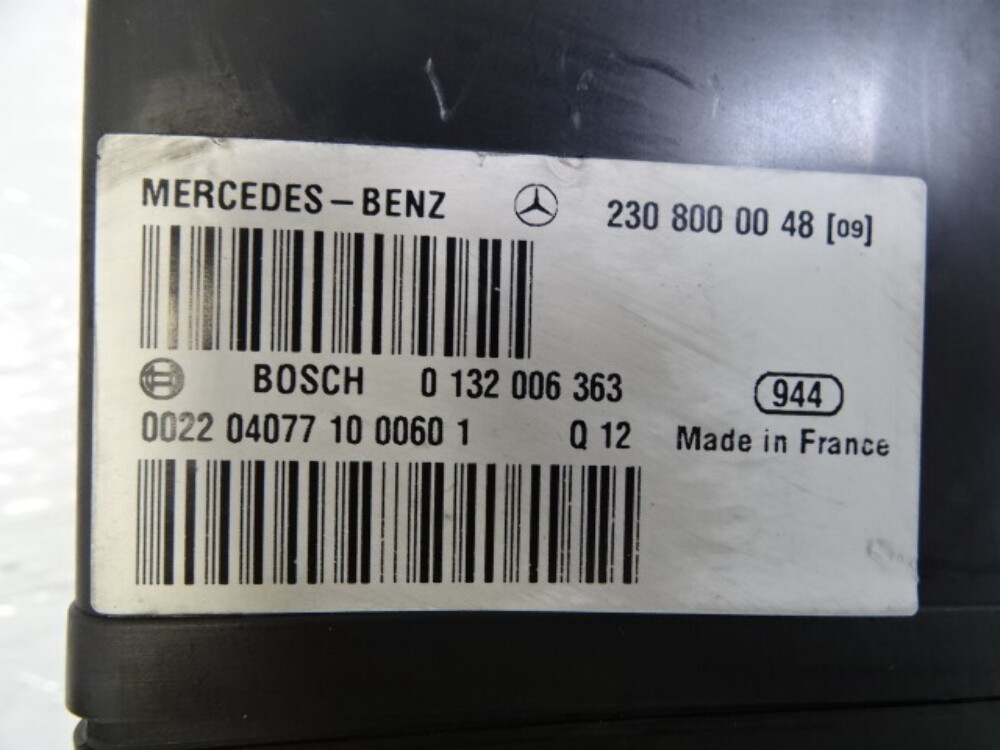 MERCEDES-BENZ 230 800 00 48 [09]
BOSCH 0 132 006 363 944
0022 04077 10 0060 1 Q 12 Made in France